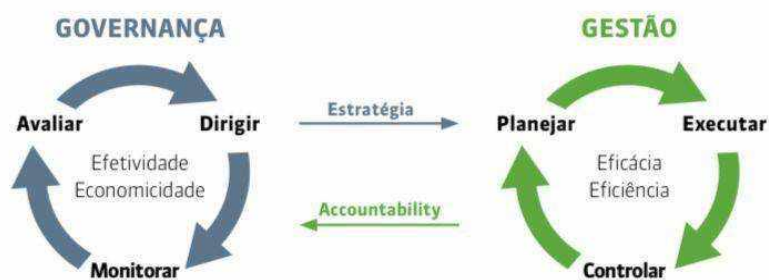 GOVERNANÇA
Avaliar
Dirigir
Efetividade
Economicidade
Monitorar
Estratégia
Accountability
GESTÃO
Planejar
Executar
Eficácia
Eficiência
Controlar